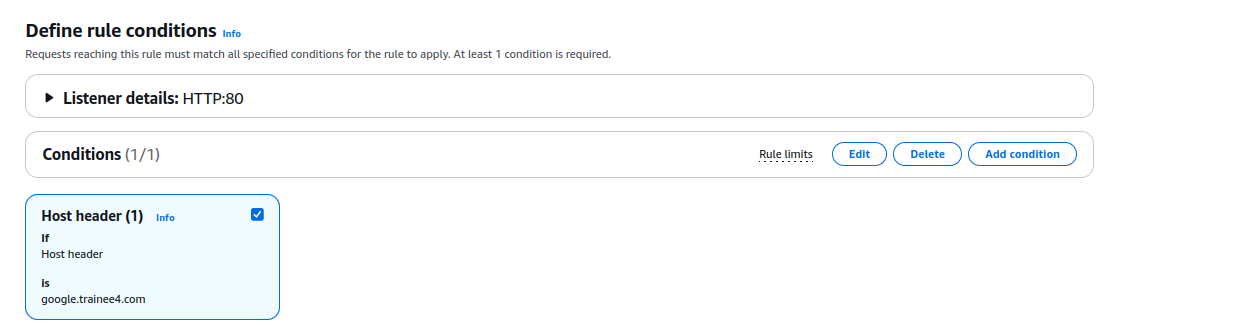 Define rule conditions Info
Requests reaching this rule must match all specified conditions for the rule to apply. At least 1 condition is required.
Listener details: HTTP:80
Conditions (1/1) Rule limits Edit Delete Add condition
Host header (1) Info
If
Host header
is
google.trainee4.com